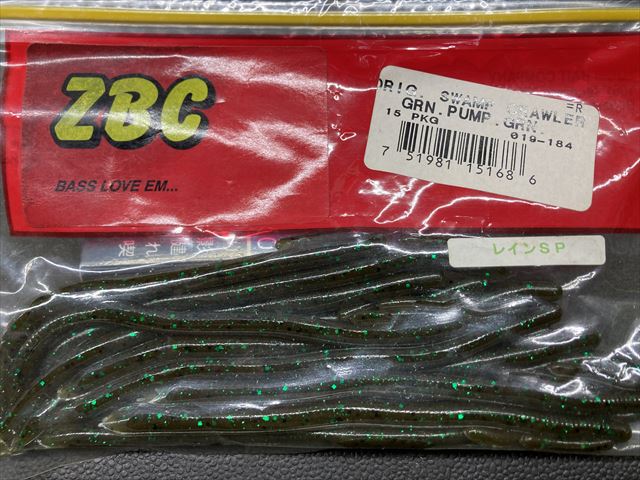 ZBC
BASS LOVE EM...
ORIG. SWAMP CRAWLER
GRN.PUMP.GRN.
15 PKG 019-184
7 51981 15168 6
レインSP